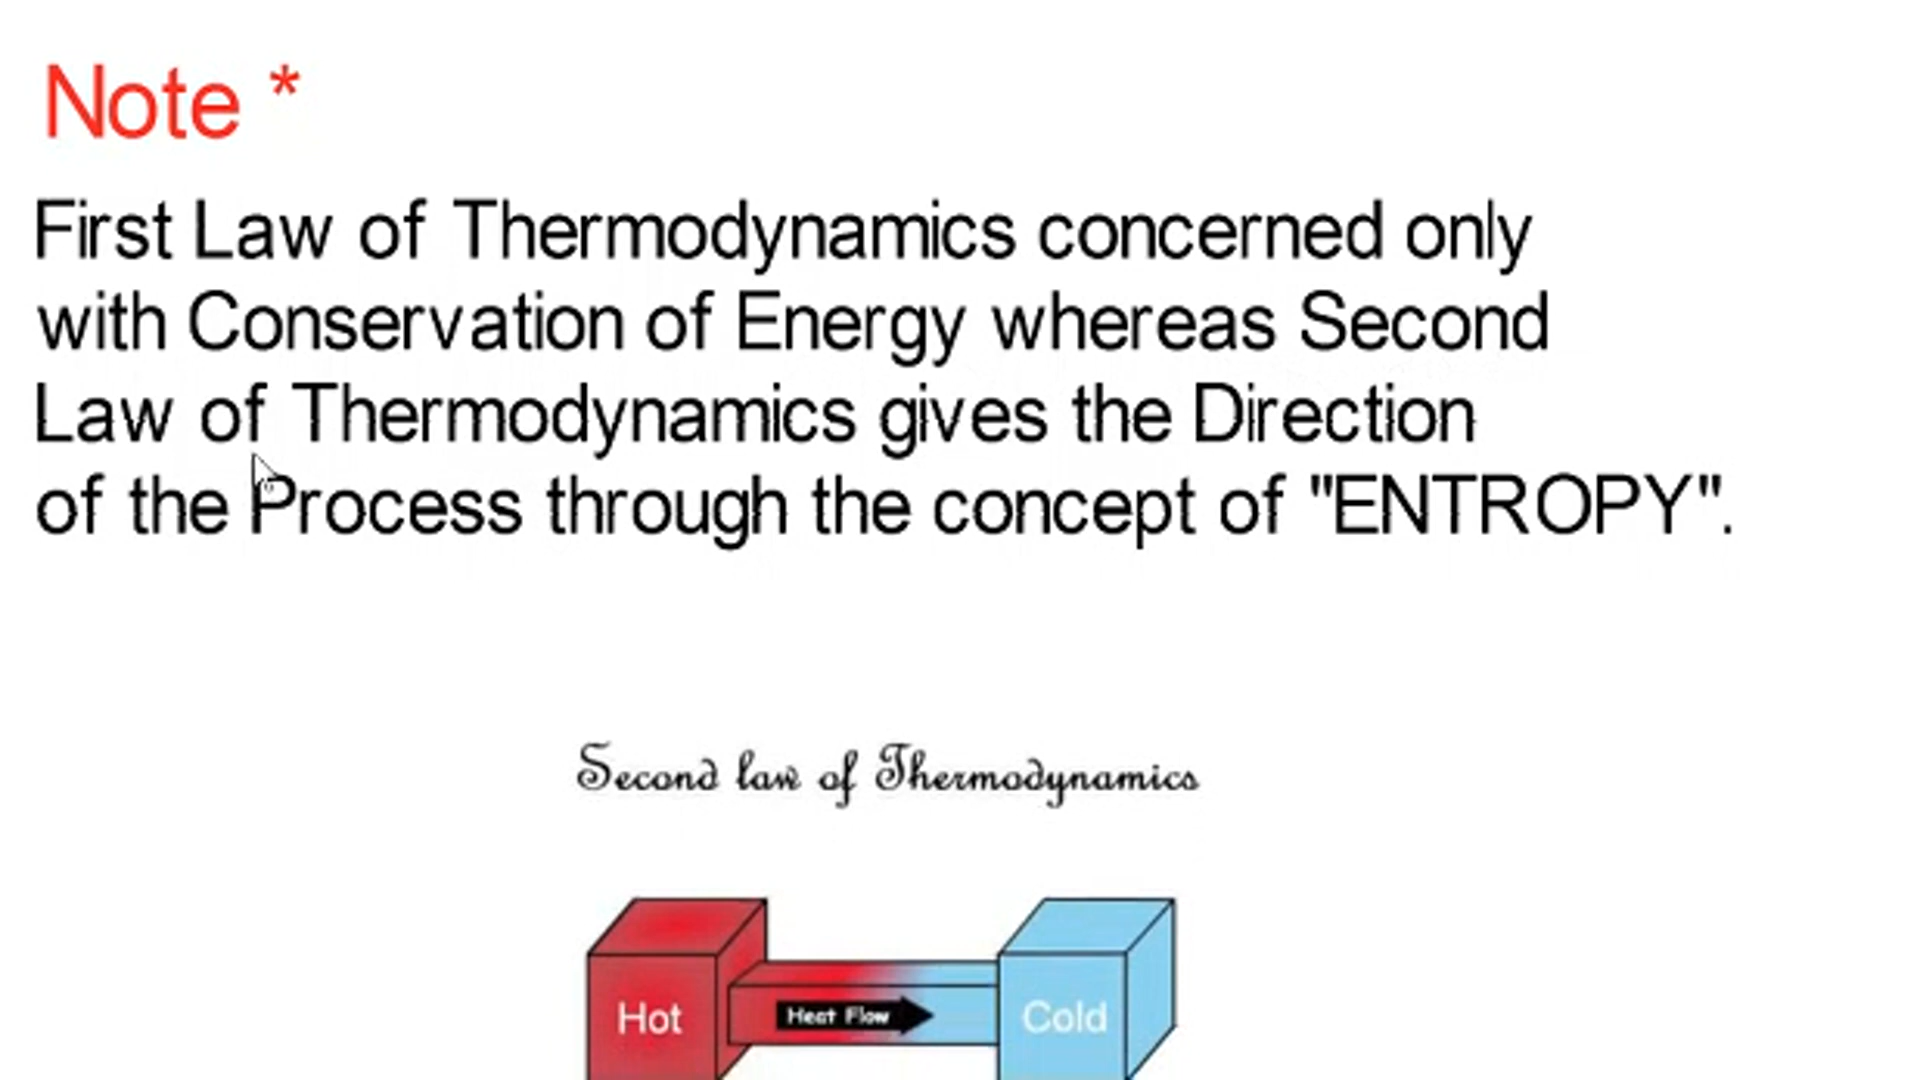 Note *
First Law of Thermodynamics concerned only
with Conservation of Energy whereas Second
Law of Thermodynamics gives the Direction
of the Process through the concept of "ENTROPY".
Second law of Thermodynamics
Hot
Heat Flow
Cold